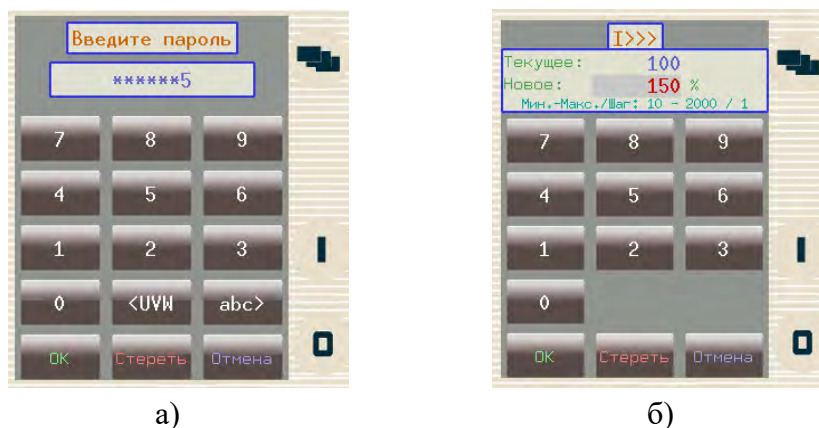 Введите пароль
******5
7 8 9
4 5 6
1 2 3
0 <UVW abc>
OK Стереть Отмена
I
O
а)
I>>>
Текущее: 100
Новое: 150 %
Мин.-Макс./Шаг: 10 - 2000 / 1
7 8 9
4 5 6
1 2 3
0
OK Стереть Отмена
I
O
б)